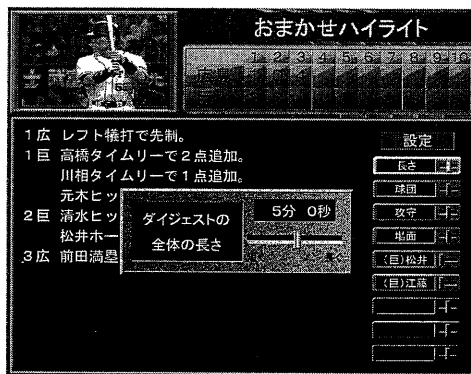 おまかせハイライト
1 2 3 4 5 6 7 8 9 10
1広 レフト犠打で先制。
1巨 高橋タイムリーで2点追加。
川相タイムリーで1点追加。
元木ヒッ
2巨 清水ヒッ
松井ホー
3広 前田満塁
ダイジェストの
全体の長さ
5分 0秒
設定
長さ
球団
攻守
場面
(巨)松井
(巨)江藤